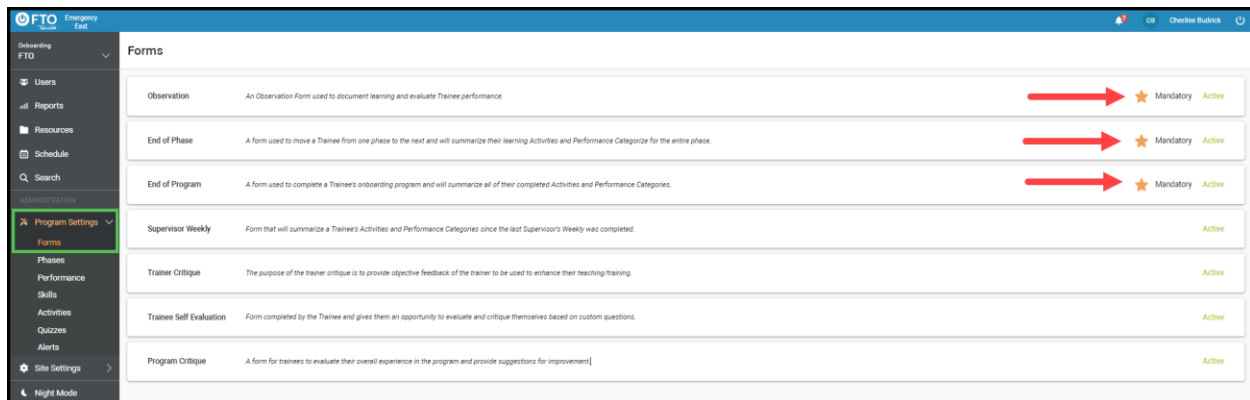 FTO Emergency
East
2 CB Cherilee Budrick
Onboarding
FTO
Forms
Users
Reports
Resources
Schedule
Search
ADMINISTRATION
Program Settings
Forms
Phases
Performance
Skills
Activities
Quizzes
Alerts
Site Settings
Night Mode
Observation An Observation Form used to document learning and evaluate Trainee performance. Mandatory Active
End of Phase A form used to move a Trainee from one phase to the next and will summarize their learning Activities and Performance Categorize for the entire phase. Mandatory Active
End of Program A form used to complete a Trainee's onboarding program and will summarize all of their completed Activities and Performance Categories. Mandatory Active
Supervisor Weekly Form that will summarize a Trainee's Activities and Performance Categories since the last Supervisor's Weekly was completed. Active
Trainer Critique The purpose of the trainer critique is to provide objective feedback of the trainer to be used to enhance their teaching/training. Active
Trainee Self Evaluation Form completed by the Trainee and gives them an opportunity to evaluate and critique themselves based on custom questions. Active
Program Critique A form for trainees to evaluate their overall experience in the program and provide suggestions for improvement. Active